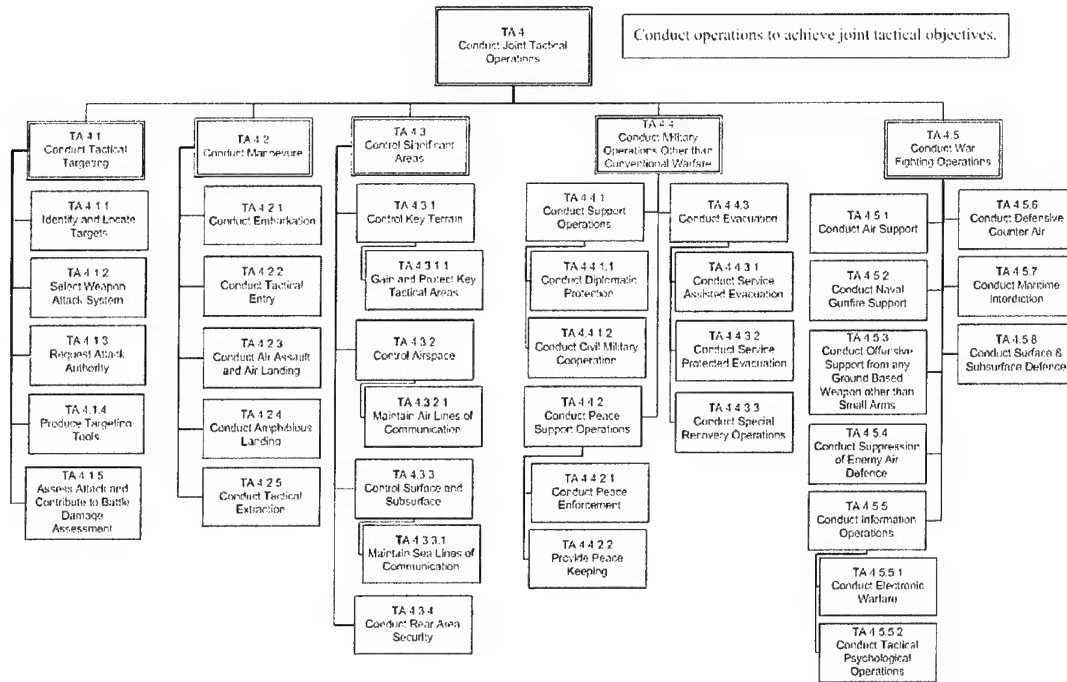 TA 4
Conduct Joint Tactical
Operations
Conduct operations to achieve joint tactical objectives.
TA 4.1
Conduct Tactical
Targeting
TA 4.1.1
Identify and Locate
Targets
TA 4.1.2
Select Weapon
Attack System
TA 4.1.3
Request Attack
Authority
TA 4.1.4
Produce Targeting
Tools
TA 4.1.5
Assess Attack and
Contribute to Battle
Damage
Assessment
TA 4.2
Conduct Mannevure
TA 4.2.1
Conduct Embarkation
TA 4.2.2
Conduct Tactical
Entry
TA 4.2.3
Conduct Air Assault
and Air Landing
TA 4.2.4
Conduct Amphibious
Landing
TA 4.2.5
Conduct Tactical
Extraction
TA 4.3
Control Significant
Areas
TA 4.3.1
Control Key Terrain
TA 4.3.1.1
Gain and Protect Key
Tactical Areas
TA 4.3.2
Control Airspace
TA 4.3.2.1
Maintain Air Lines of
Communication
TA 4.3.3
Control Surface and
Subsurface
TA 4.3.3.1
Maintain Sea Lines of
Communication
TA 4.3.4
Conduct Rear Area
Security
TA 4.4
Conduct Military
Operations Other than
Conventional Warfare
TA 4.4.1
Conduct Support
Operations
TA 4.4.1.1
Conduct Diplomatic
Protection
TA 4.4.1.2
Conduct Civil Military
Cooperation
TA 4.4.2
Conduct Peace
Support Operations
TA 4.4.2.1
Conduct Peace
Enforcement
TA 4.4.2.2
Provide Peace
Keeping
TA 4.4.3
Conduct Evacuation
TA 4.4.3.1
Conduct Service
Assisted Evacuation
TA 4.4.3.2
Conduct Service
Protected Evacuation
TA 4.4.3.3
Conduct Special
Recovery Operations
TA 4.5
Conduct War
Fighting Operations
TA 4.5.1
Conduct Air Support
TA 4.5.2
Conduct Naval
Gunfire Support
TA 4.5.3
Conduct Offensive
Support from any
Ground Based
Weapon other than
Small Arms
TA 4.5.4
Conduct Suppression
of Enemy Air
Defence
TA 4.5.5
Conduct Information
Operations
TA 4.5.5.1
Conduct Electronic
Warfare
TA 4.5.5.2
Conduct Tactical
Psychological
Operations
TA 4.5.6
Conduct Defensive
Counter Air
TA 4.5.7
Conduct Maritime
Interdiction
TA 4.5.8
Conduct Surface &
Subsurface Defence